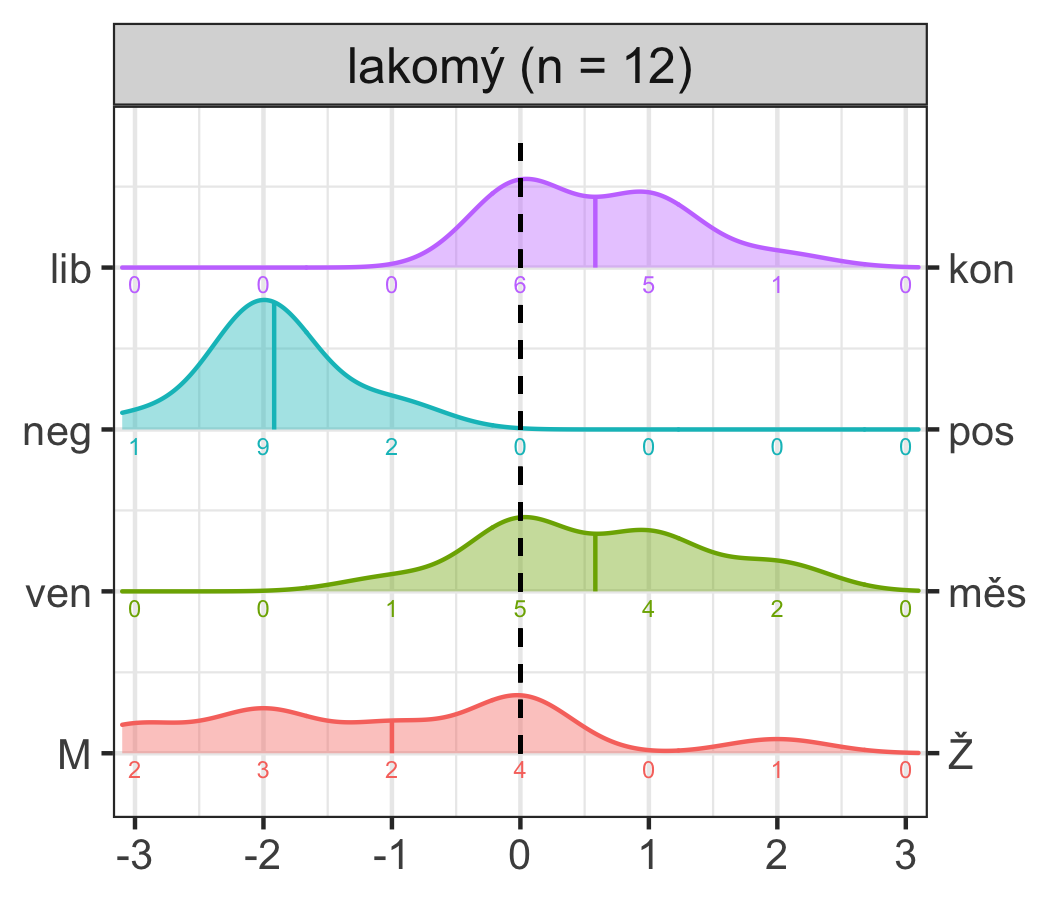 lakomý (n = 12)
lib kon
0 0 0 6 5 1 0
neg pos
1 9 2 0 0 0 0
ven měs
0 0 1 5 4 2 0
M Ž
2 3 2 4 0 1 0
-3 -2 -1 0 1 2 3